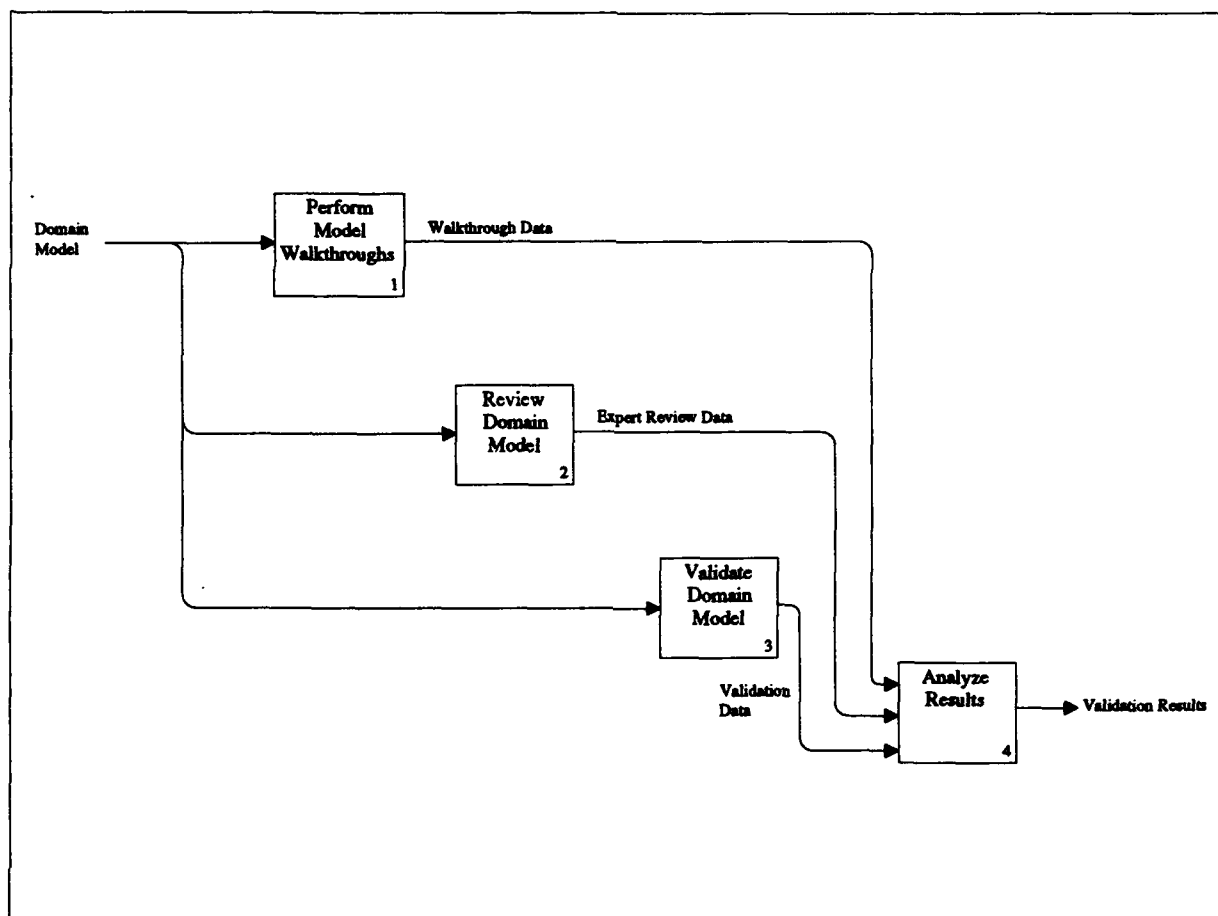 Perform
Model
Walkthroughs
1
Domain
Model
Walkthrough Data
Review
Domain
Model
2
Expert Review Data
Validate
Domain
Model
3
Validation
Data
Analyze
Results
4
Validation Results